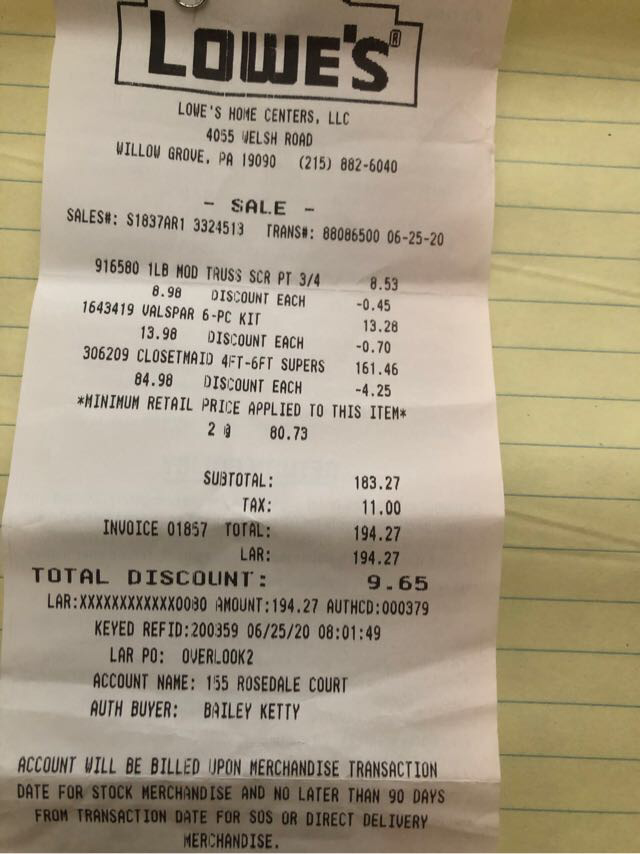 LOWE'S®
LOWE'S HOME CENTERS, LLC
4055 WELSH ROAD
WILLOW GROVE, PA 19090 (215) 882-6040
- SALE -
SALES#: S1837AR1 3324513 TRANS#: 88086500 06-25-20
916580 1LB MOD TRUSS SCR PT 3/4 8.53
8.98 DISCOUNT EACH -0.45
1643419 VALSPAR 6-PC KIT 13.28
13.98 DISCOUNT EACH -0.70
306209 CLOSETMAID 4FT-6FT SUPERS 161.46
84.98 DISCOUNT EACH -4.25
*MINIMUM RETAIL PRICE APPLIED TO THIS ITEM*
2 @ 80.73
SUBTOTAL: 183.27
TAX: 11.00
INVOICE 01857 TOTAL: 194.27
LAR: 194.27
TOTAL DISCOUNT: 9.65
LAR:XXXXXXXXXXXX0080 AMOUNT:194.27 AUTHCD:000379
KEYED REFID:200359 06/25/20 08:01:49
LAR PO: OVERLOOK2
ACCOUNT NAME: 155 ROSEDALE COURT
AUTH BUYER: BAILEY KETTY
ACCOUNT WILL BE BILLED UPON MERCHANDISE TRANSACTION
DATE FOR STOCK MERCHANDISE AND NO LATER THAN 90 DAYS
FROM TRANSACTION DATE FOR SOS OR DIRECT DELIVERY
MERCHANDISE.